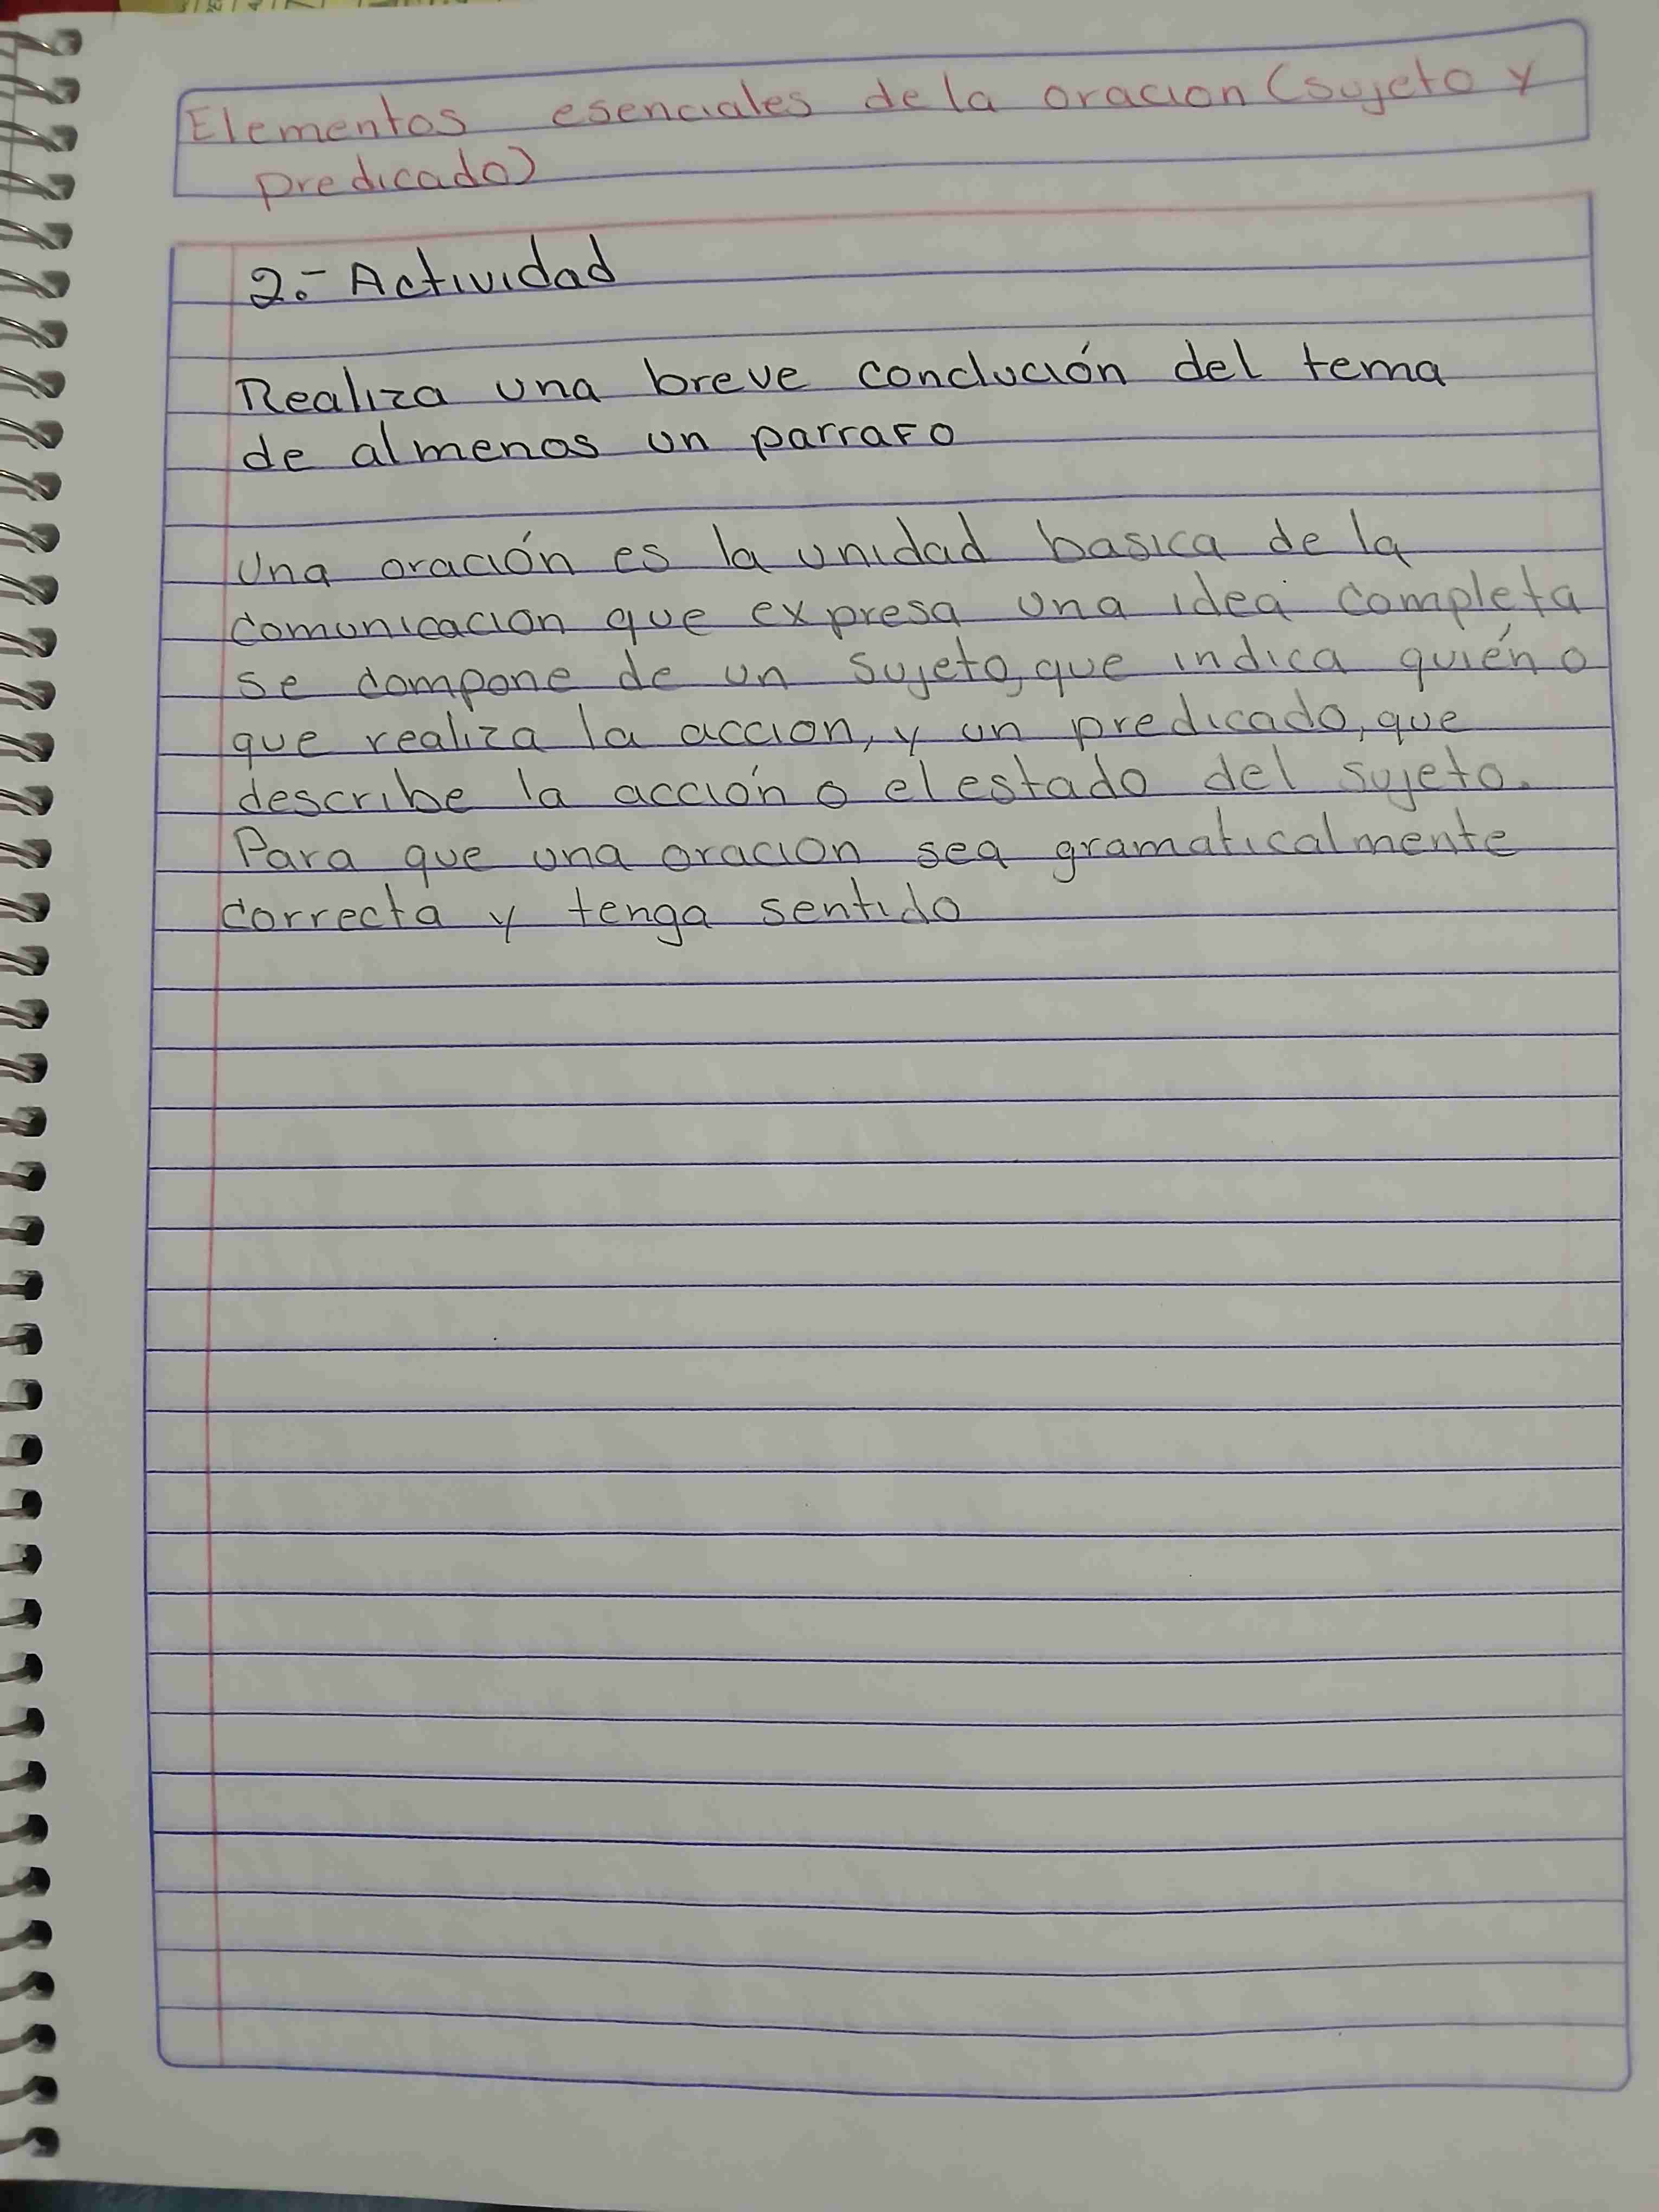 Elementos esenciales de la oracion (sujeto y
predicado)
2.- Actividad
Realiza una breve conclución del tema
de almenos un parrafo
Una oración es la unidad basica de la
comunicacion que expresa una idea completa
se compone de un sujeto, que indica quién o
que realiza la accion, y un predicado, que
describe la acción o el estado del sujeto.
Para que una oracion sea gramaticalmente
correcta y tenga sentido